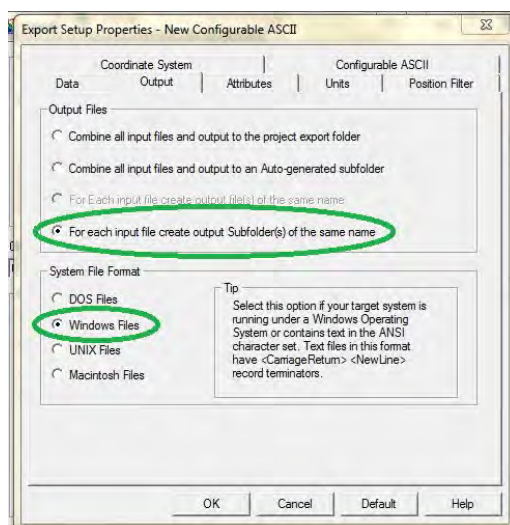 Export Setup Properties - New Configurable ASCII
Coordinate System
Configurable ASCII
Data
Output
Attributes
Units
Position Filter
Output Files
Combine all input files and output to the project export folder
Combine all input files and output to an Auto-generated subfolder
For Each input file create output file(s) of the same name
For each input file create output Subfolder(s) of the same name
System File Format
DOS Files
Windows Files
UNIX Files
Macintosh Files
Tip
Select this option if your target system is
running under a Windows Operating
System or contains text in the ANSI
character set. Text files in this format
have <CarriageReturn> <NewLine>
record terminators.
OK
Cancel
Default
Help